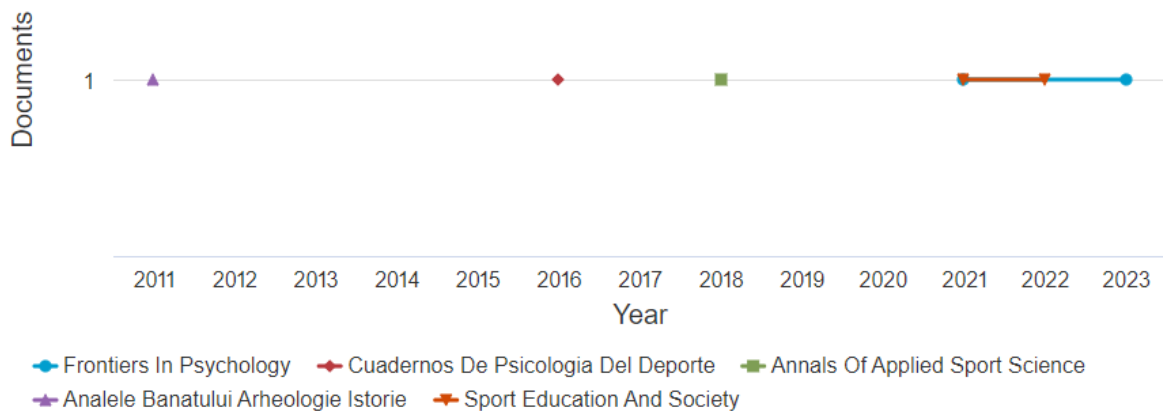 Documents
1
2011 2012 2013 2014 2015 2016 2017 2018 2019 2020 2021 2022 2023
Year
Frontiers In Psychology Cuadernos De Psicologia Del Deporte Annals Of Applied Sport Science
Analele Banatului Arheologie Istorie Sport Education And Society